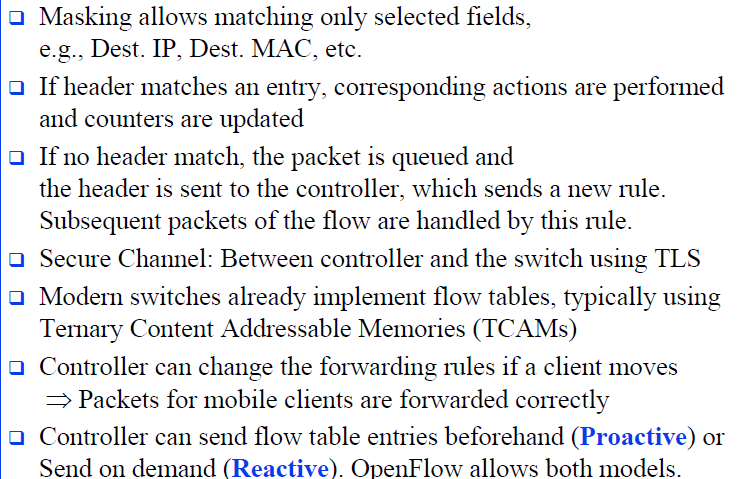 Masking allows matching only selected fields,
e.g., Dest. IP, Dest. MAC, etc.
If header matches an entry, corresponding actions are performed
and counters are updated
If no header match, the packet is queued and
the header is sent to the controller, which sends a new rule.
Subsequent packets of the flow are handled by this rule.
Secure Channel: Between controller and the switch using TLS
Modern switches already implement flow tables, typically using
Ternary Content Addressable Memories (TCAMs)
Controller can change the forwarding rules if a client moves
⇒ Packets for mobile clients are forwarded correctly
Controller can send flow table entries beforehand (Proactive) or
Send on demand (Reactive). OpenFlow allows both models.